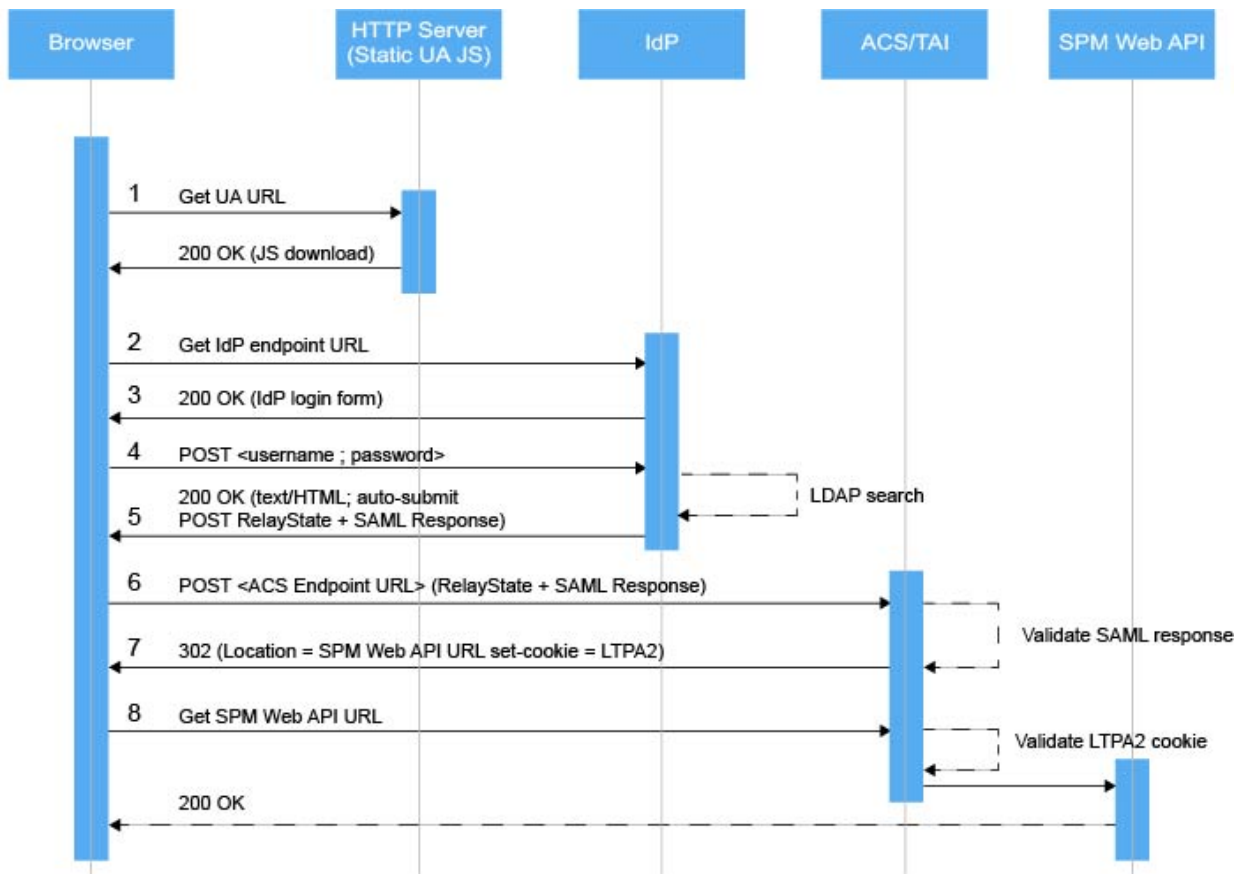 Browser
HTTP Server
(Static UA JS)
IdP
ACS/TAI
SPM Web API
1 Get UA URL
200 OK (JS download)
2 Get IdP endpoint URL
3 200 OK (IdP login form)
4 POST <username ; password>
LDAP search
200 OK (text/HTML; auto-submit
5 POST RelayState + SAML Response)
6 POST <ACS Endpoint URL> (RelayState + SAML Response)
Validate SAML response
7 302 (Location = SPM Web API URL set-cookie = LTPA2)
8 Get SPM Web API URL
Validate LTPA2 cookie
200 OK